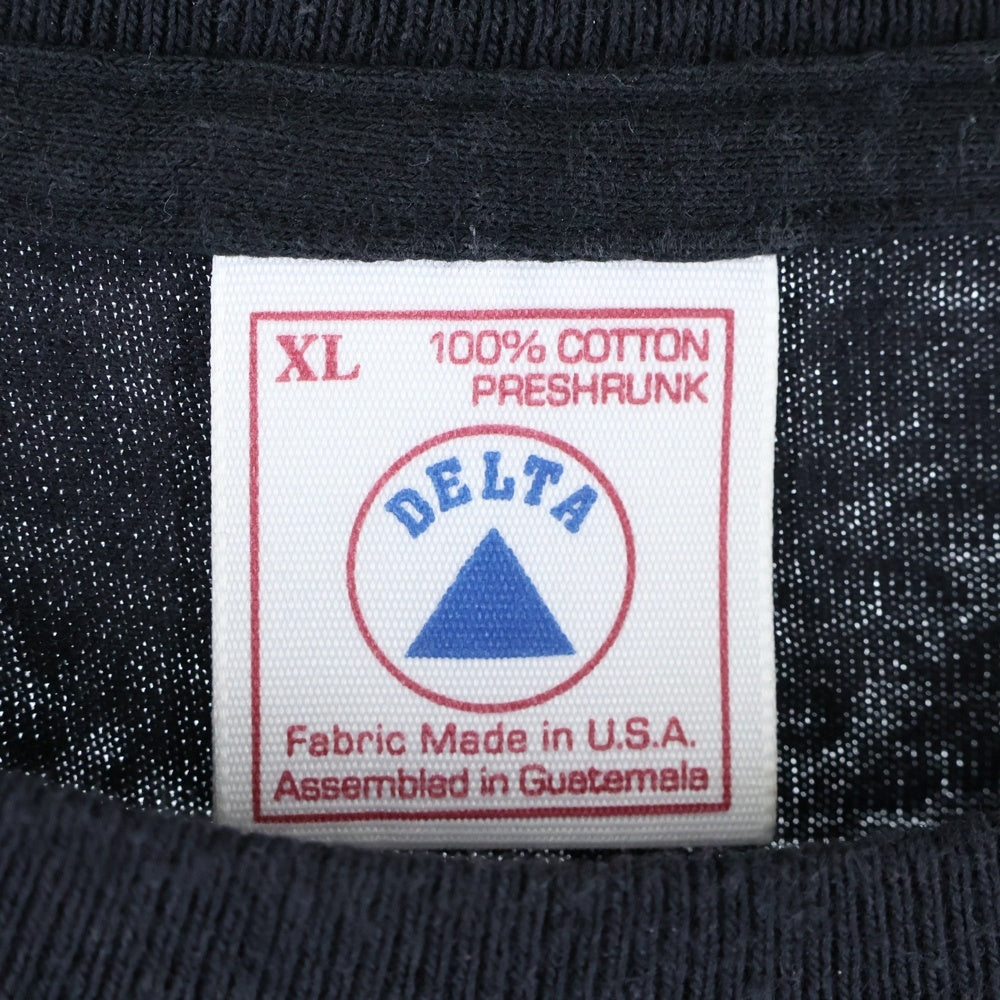 XL
100% COTTON
PRESHRUNK
DELTA
Fabric Made in U.S.A.
Assembled in Guatemala